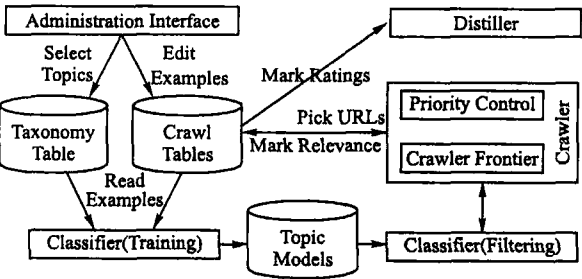 Administration Interface
Distiller
Select
Topics
Edit
Examples
Mark Ratings
Taxonomy
Table
Crawl
Tables
Pick URLs
Mark Relevance
Priority Control
Crawler Frontier
Crawler
Read
Examples
Classifier(Training)
Topic
Models
Classifier(Filtering)